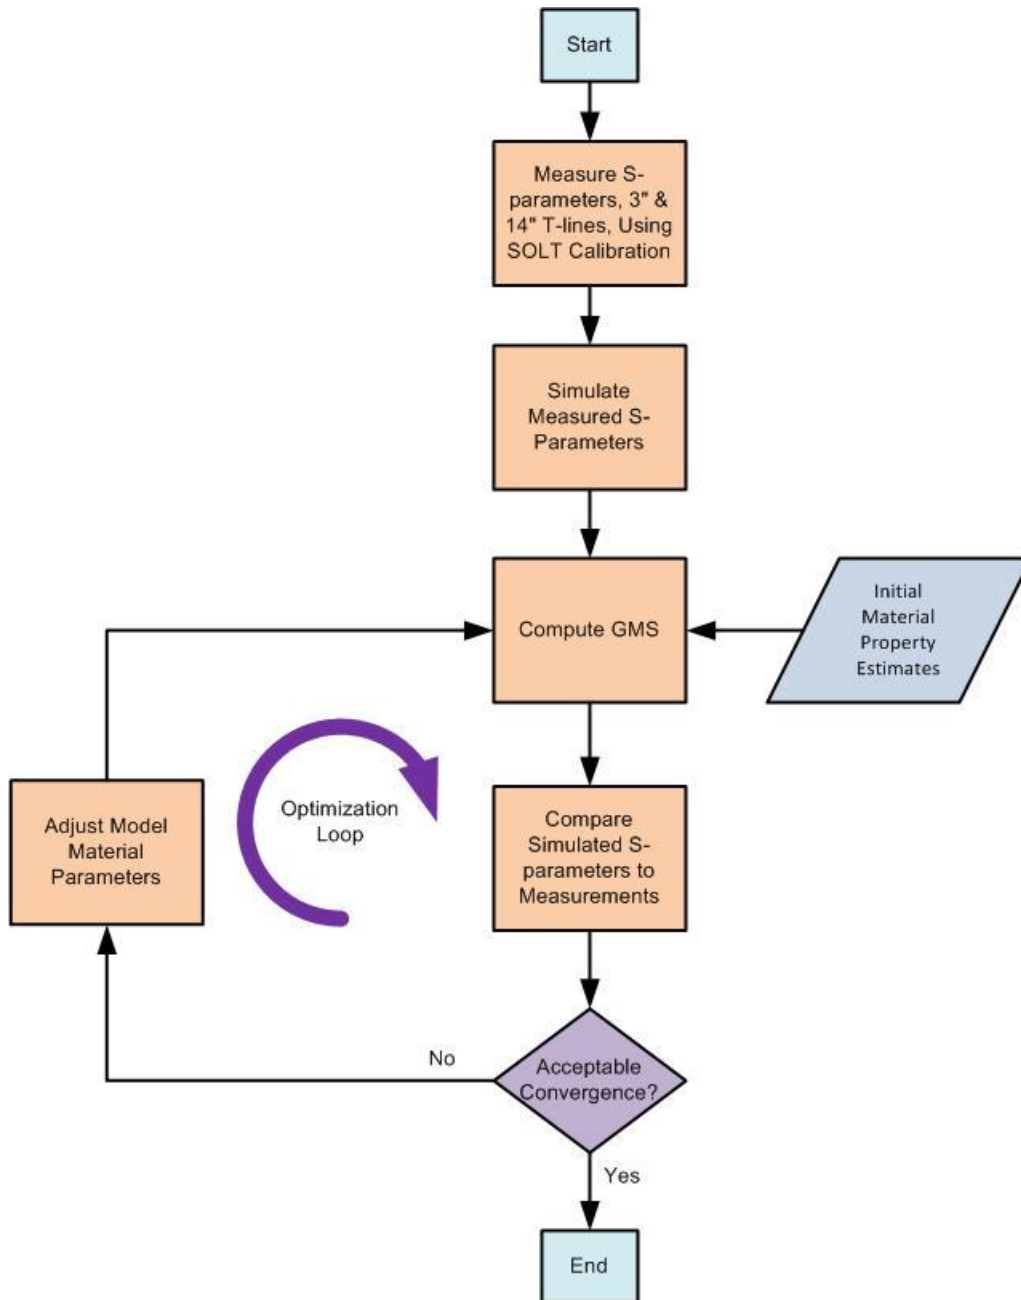 Start
Measure S-
parameters, 3" &
14" T-lines, Using
SOLT Calibration
Simulate
Measured S-
Parameters
Compute GMS
Initial
Material
Property
Estimates
Optimization
Loop
Adjust Model
Material
Parameters
Compare
Simulated S-
parameters to
Measurements
No
Acceptable
Convergence?
Yes
End